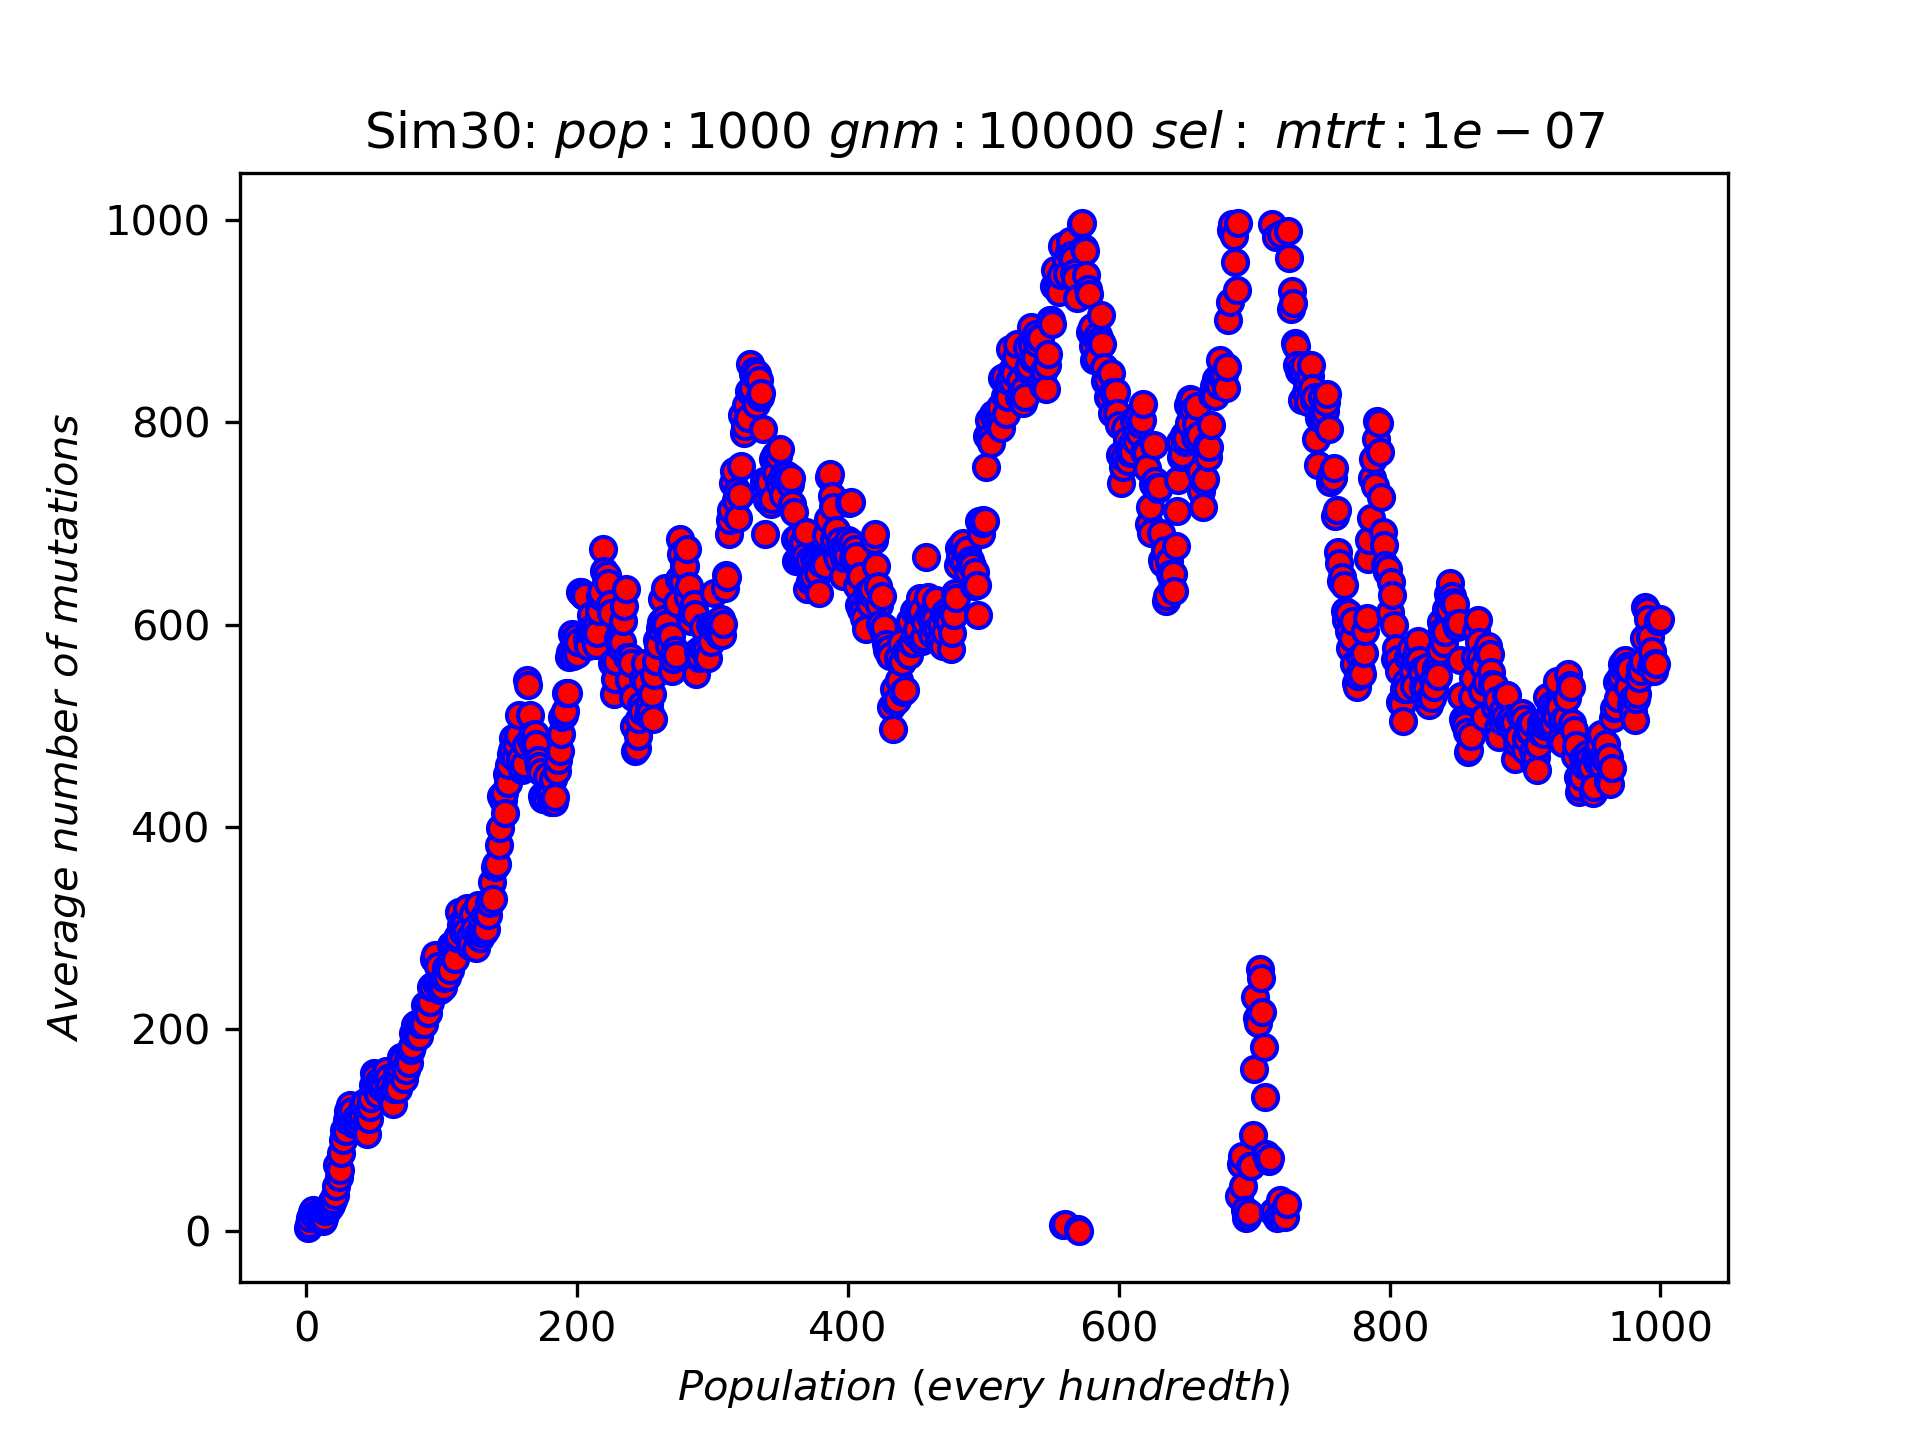 Sim30: pop : 1000 gnm : 10000 sel : mtrt : 1e − 07
1000
800
600
400
200
0
Average number of mutations
0 200 400 600 800 1000
Population (every hundredth)